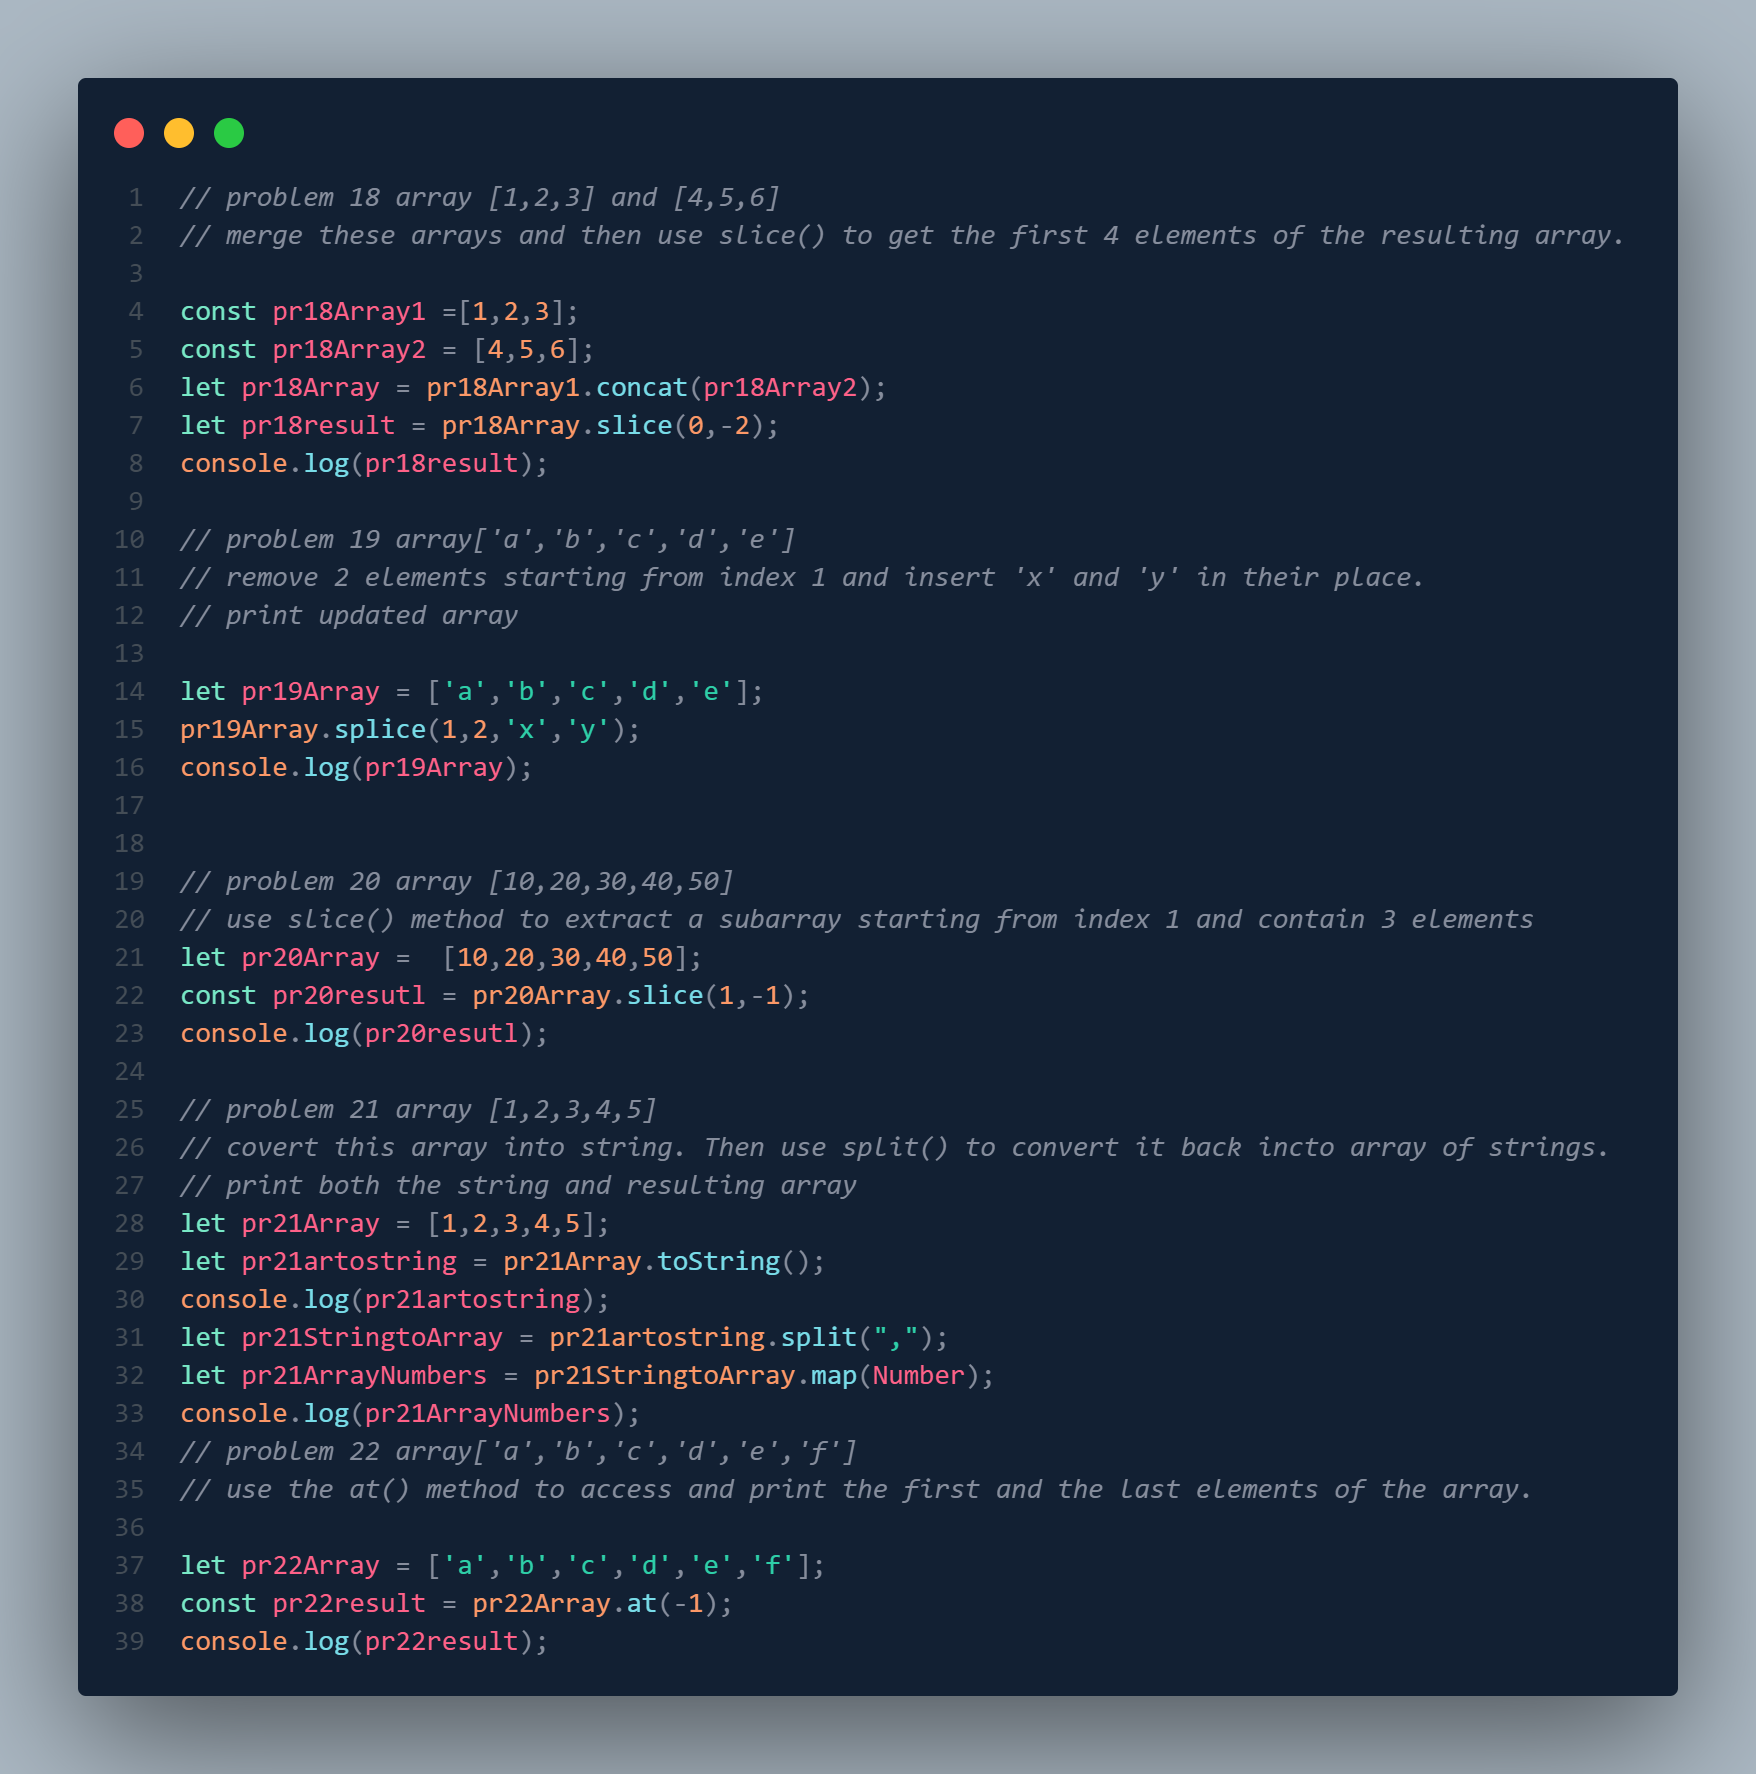 1 // problem 18 array [1,2,3] and [4,5,6]
2 // merge these arrays and then use slice() to get the first 4 elements of the resulting array.
3
4 const pr18Array1 =[1,2,3];
5 const pr18Array2 = [4,5,6];
6 let pr18Array = pr18Array1.concat(pr18Array2);
7 let pr18result = pr18Array.slice(0,-2);
8 console.log(pr18result);
9
10 // problem 19 array['a','b','c','d','e']
11 // remove 2 elements starting from index 1 and insert 'x' and 'y' in their place.
12 // print updated array
13
14 let pr19Array = ['a','b','c','d','e'];
15 pr19Array.splice(1,2,'x','y');
16 console.log(pr19Array);
17
18
19 // problem 20 array [10,20,30,40,50]
20 // use slice() method to extract a subarray starting from index 1 and contain 3 elements
21 let pr20Array =  [10,20,30,40,50];
22 const pr20resutl = pr20Array.slice(1,-1);
23 console.log(pr20resutl);
24
25 // problem 21 array [1,2,3,4,5]
26 // covert this array into string. Then use split() to convert it back incto array of strings.
27 // print both the string and resulting array
28 let pr21Array = [1,2,3,4,5];
29 let pr21artostring = pr21Array.toString();
30 console.log(pr21artostring);
31 let pr21StringtoArray = pr21artostring.split(",");
32 let pr21ArrayNumbers = pr21StringtoArray.map(Number);
33 console.log(pr21ArrayNumbers);
34 // problem 22 array['a','b','c','d','e','f']
35 // use the at() method to access and print the first and the last elements of the array.
36
37 let pr22Array = ['a','b','c','d','e','f'];
38 const pr22result = pr22Array.at(-1);
39 console.log(pr22result);